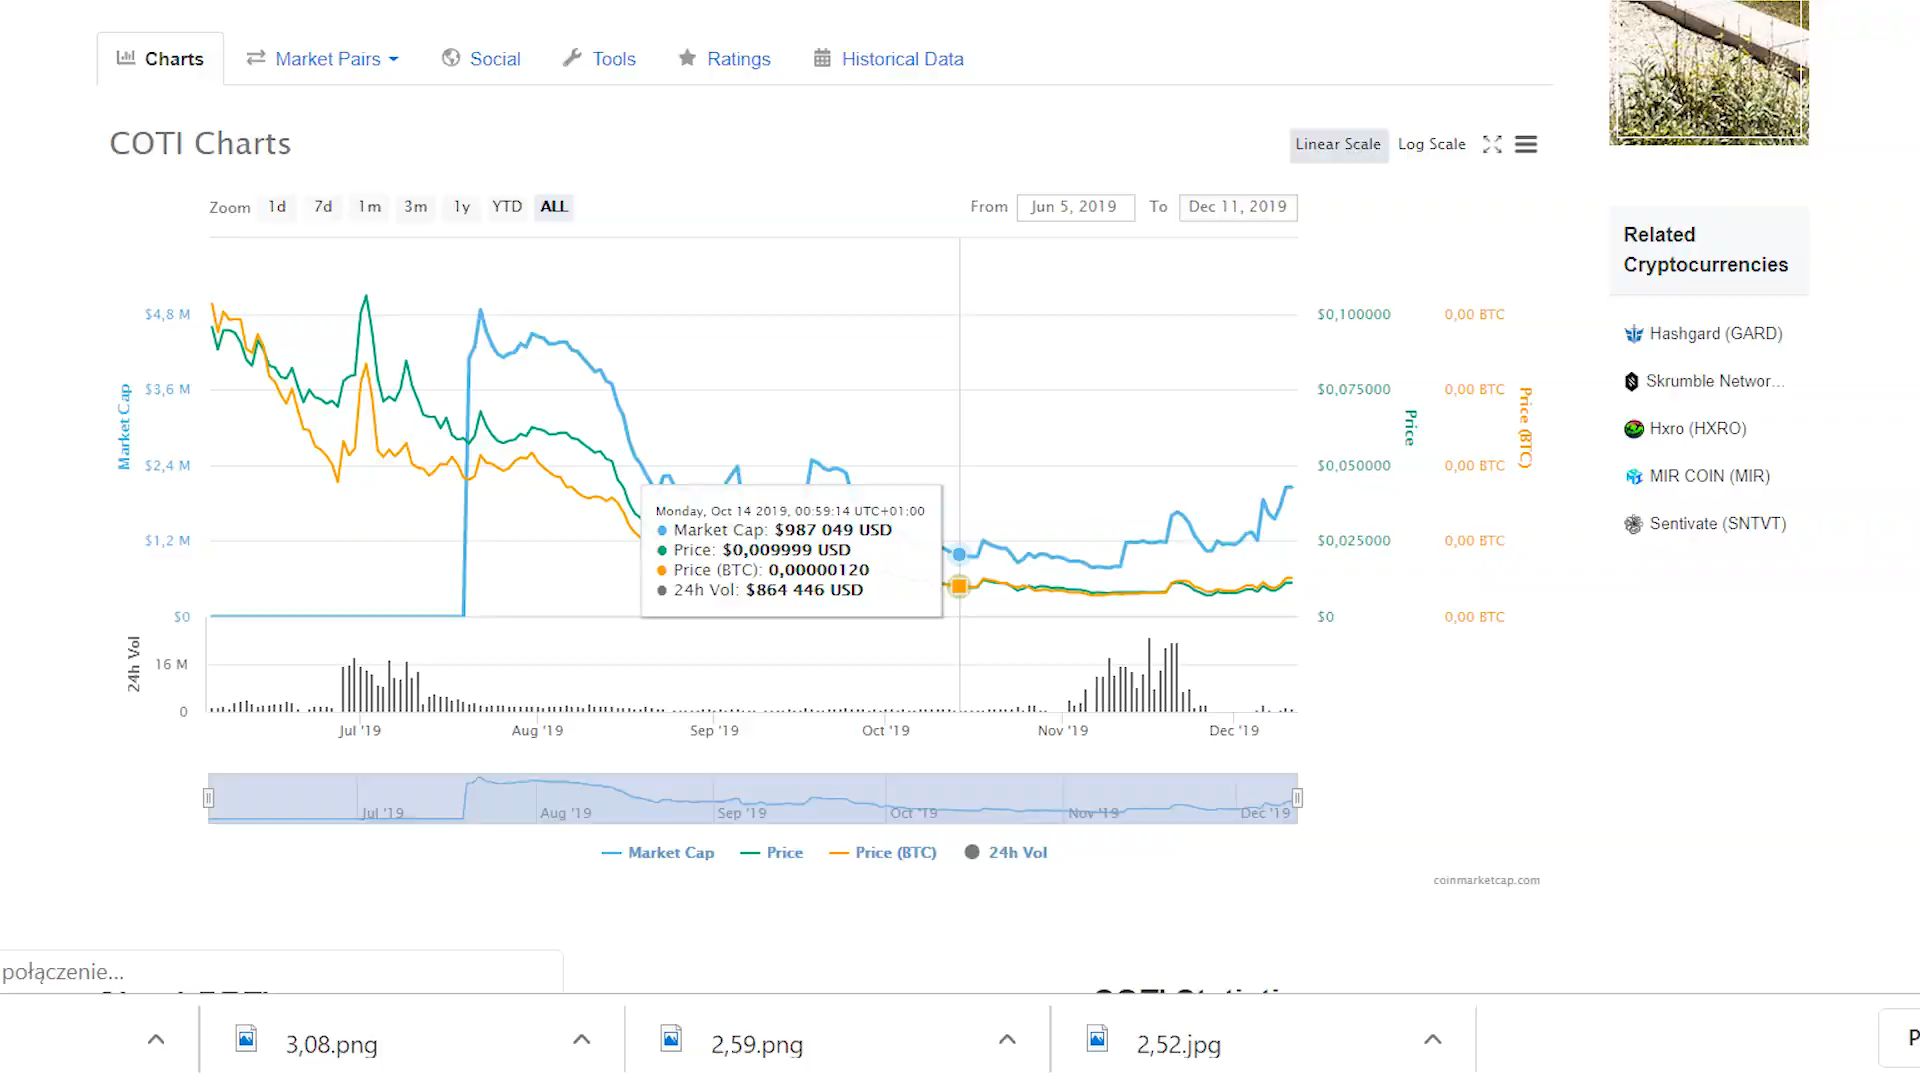 Charts
Market Pairs
Social
Tools
Ratings
Historical Data
COTI Charts
Linear Scale
Log Scale
Zoom 1d 7d 1m 3m 1y YTD ALL
From Jun 5, 2019 To Dec 11, 2019
$4,8 M
$3,6 M
$2,4 M
$1,2 M
$0
Market Cap
16 M
0
24h Vol
$0,100000
$0,075000
$0,050000
$0,025000
$0
Price
0,00 BTC
0,00 BTC
0,00 BTC
0,00 BTC
0,00 BTC
Price (BTC)
Monday, Oct 14 2019, 00:59:14 UTC+01:00
Market Cap: $987 049 USD
Price: $0,009999 USD
Price (BTC): 0,00000120
24h Vol: $864 446 USD
Jul '19 Aug '19 Sep '19 Oct '19 Nov '19 Dec '19
Jul '19 Aug '19 Sep '19 Oct '19 Nov '19 Dec '19
Market Cap Price Price (BTC) 24h Vol
coinmarketcap.com
Related
Cryptocurrencies
Hashgard (GARD)
Skrumble Networ...
Hxro (HXRO)
MIR COIN (MIR)
Sentivate (SNTVT)
połączenie...
3,08.png
2,59.png
2,52.jpg